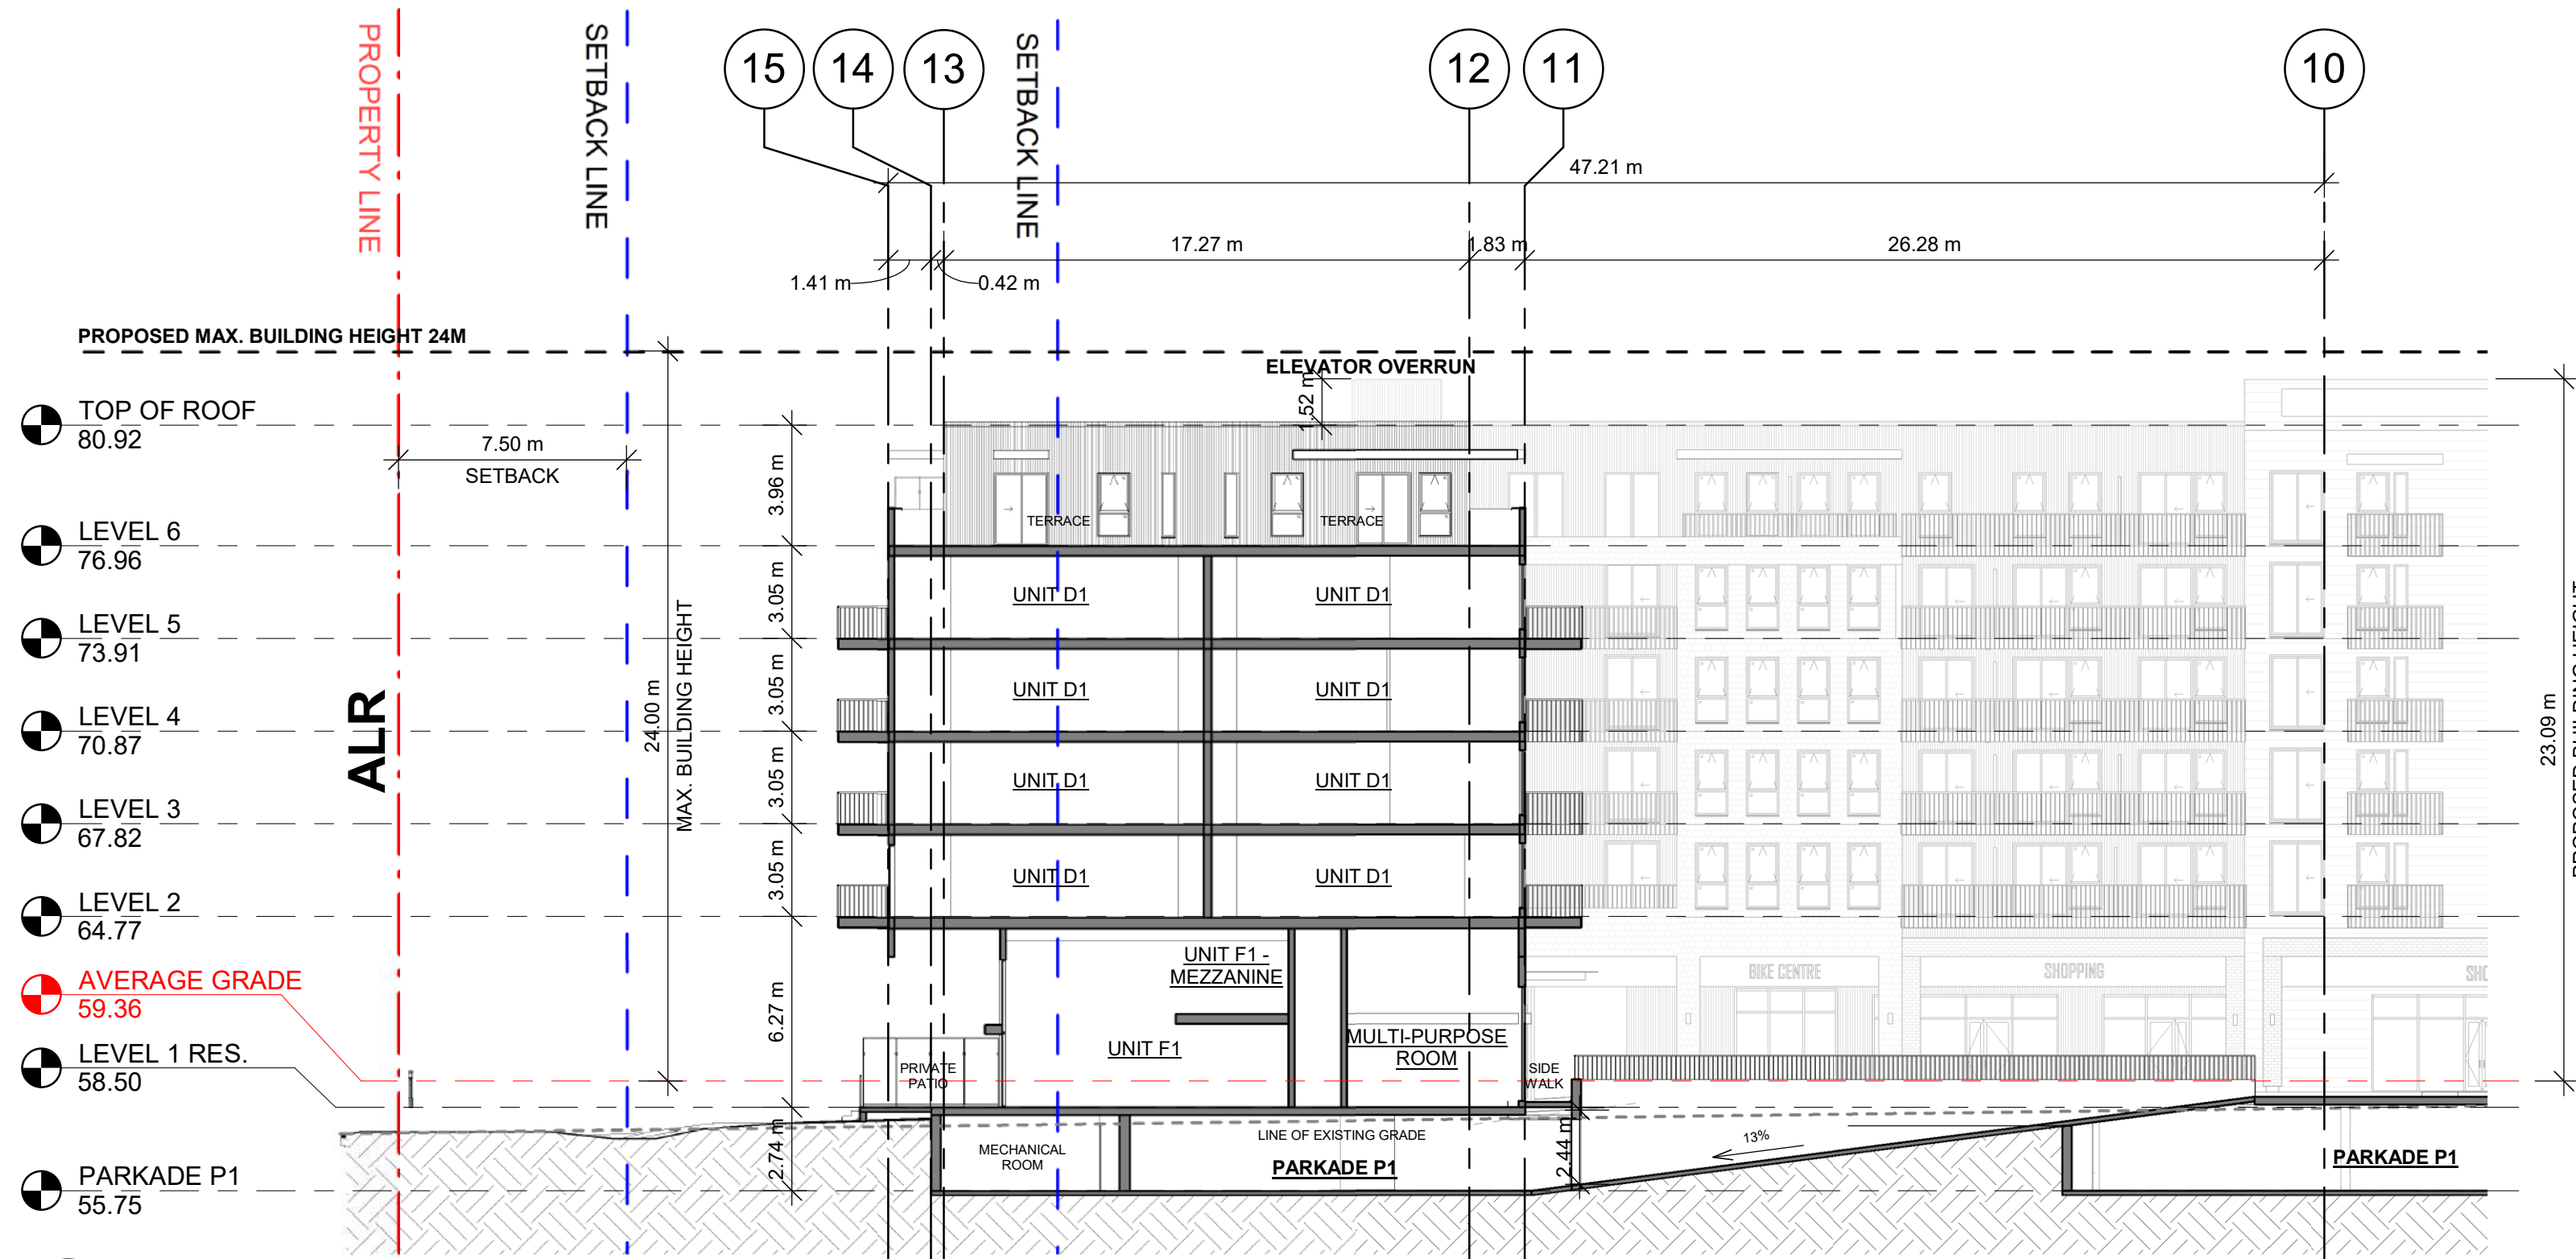 PROPERTY LINE
SETBACK LINE
15
14
13
SETBACK LINE
12
11
10
47.21 m
17.27 m
1.83 m
26.28 m
1.41 m
0.42 m
PROPOSED MAX. BUILDING HEIGHT 24M
ELEVATOR OVERRUN
1.52 m
TOP OF ROOF
80.92
7.50 m
SETBACK
3.96 m
TERRACE
TERRACE
LEVEL 6
76.96
3.05 m
UNIT D1
UNIT D1
LEVEL 5
73.91
3.05 m
UNIT D1
UNIT D1
ALR
24.00 m
MAX. BUILDING HEIGHT
23.09 m
PROPOSED BUILDING HEIGHT
LEVEL 4
70.87
3.05 m
UNIT D1
UNIT D1
LEVEL 3
67.82
3.05 m
UNIT D1
UNIT D1
LEVEL 2
64.77
UNIT F1 -
MEZZANINE
BIKE CENTRE
SHOPPING
SHO
AVERAGE GRADE
59.36
6.27 m
UNIT F1
MULTI-PURPOSE
ROOM
LEVEL 1 RES.
58.50
PRIVATE
PATIO
SIDE
WALK
2.74 m
MECHANICAL
ROOM
LINE OF EXISTING GRADE
PARKADE P1
2.44 m
13%
PARKADE P1
PARKADE P1
55.75